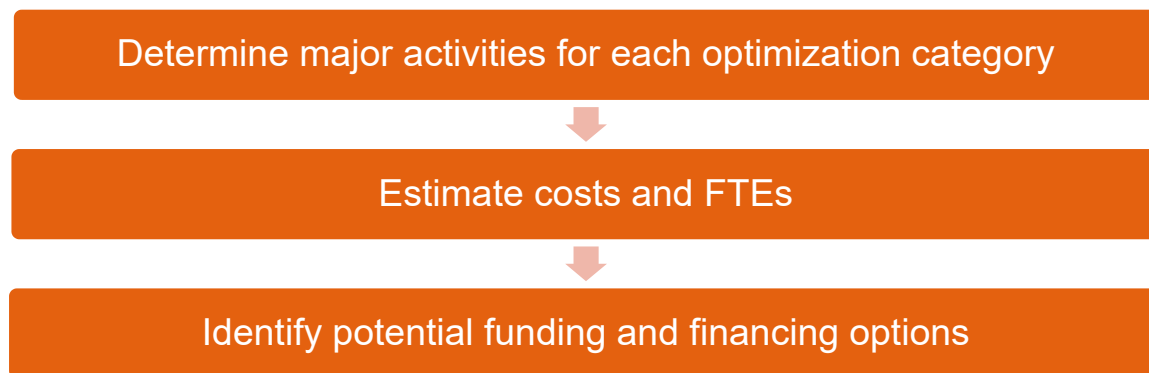 Determine major activities for each optimization category
Estimate costs and FTEs
Identify potential funding and financing options